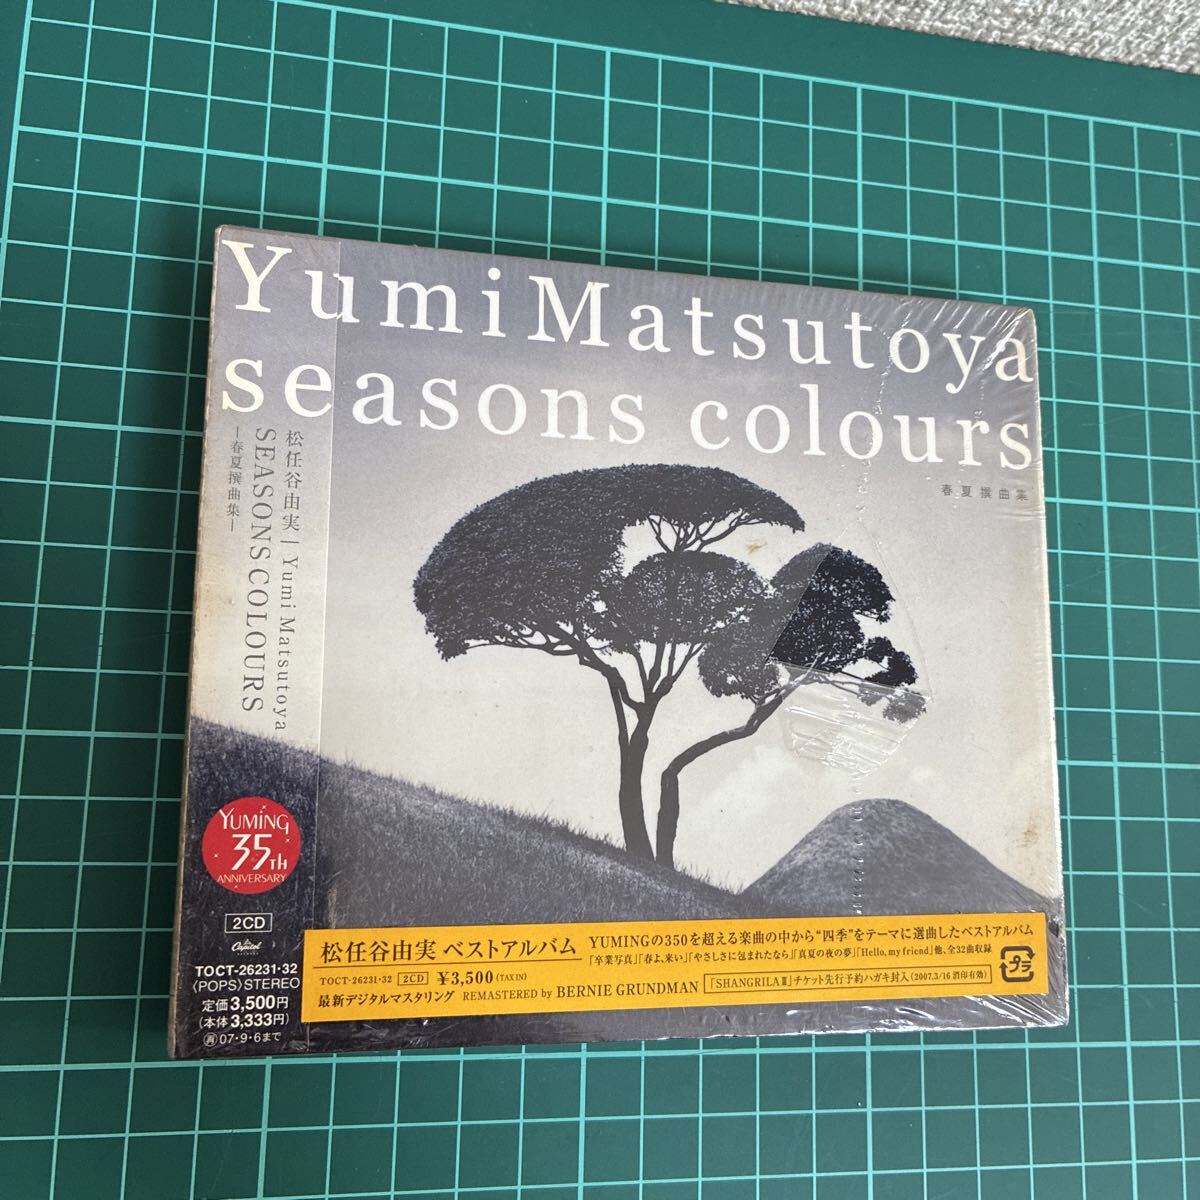 Yumi Matsutoya
seasons colours
春夏撰曲集
松任谷由実 | Yumi Matsutoya
SEASONS COLOURS
―春夏撰曲集―
YUMING
35TH
ANNIVERSARY
2CD
Capitol
TOCT-26231・32
(POPS) STEREO
定価3,500円
(本体 3,333円)
再 07・9・6まで
松任谷由実 ベストアルバム
TOCT-26231・32 2CD ¥3,500 (TAX IN)
最新デジタルマスタリング REMASTERED by BERNIE GRUNDMAN
YUMINGの350を超える楽曲の中から“四季”をテーマに選曲したベストアルバム
「卒業写真」「春よ、来い」「やさしさに包まれたなら」「真夏の夜の夢」「Hello, my friend」他、全32曲収録
「SHANGRILA Ⅲ」チケット先行予約ハガキ封入(2007.3/16 消印有効)
プラ